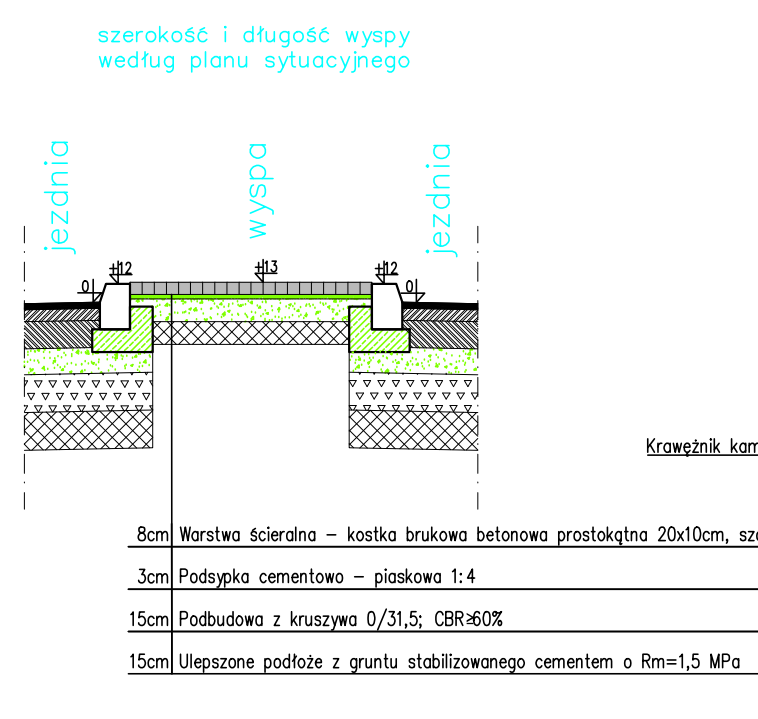 szerokość i długość wyspy
według planu sytuacyjnego
jezdnia
wyspa
jezdnia
0
+12
+13
+12
0
Krawężnik kam
8cm Warstwa ścieralna – kostka brukowa betonowa prostokątna 20x10cm, sza
3cm Podsypka cementowo – piaskowa 1:4
15cm Podbudowa z kruszywa 0/31,5; CBR≥60%
15cm Ulepszone podłoże z gruntu stabilizowanego cementem o Rm=1,5 MPa